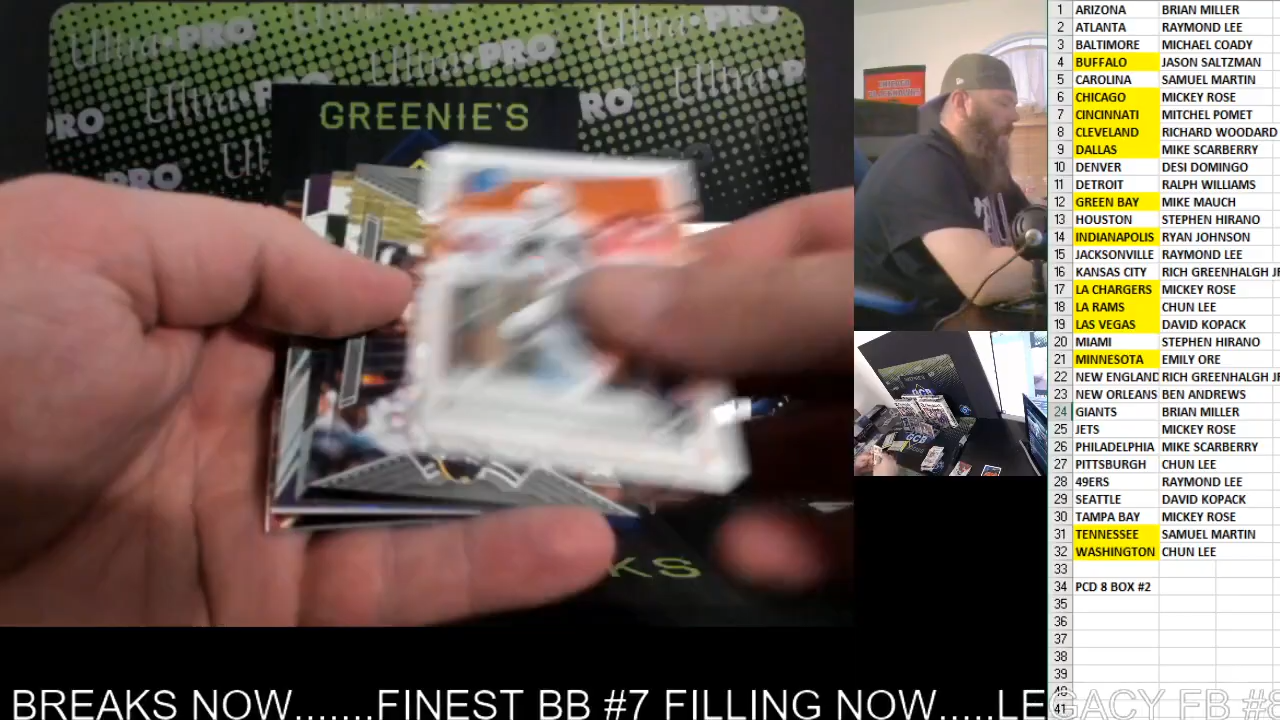 Ultra•PRO
Ultra•PRO
Ultra•PRO
GREENIE'S
KS
1 ARIZONA BRIAN MILLER
2 ATLANTA RAYMOND LEE
3 BALTIMORE MICHAEL COADY
4 BUFFALO JASON SALTZMAN
5 CAROLINA SAMUEL MARTIN
6 CHICAGO MICKEY ROSE
7 CINCINNATI MITCHEL POMET
8 CLEVELAND RICHARD WOODARD
9 DALLAS MIKE SCARBERRY
10 DENVER DESI DOMINGO
11 DETROIT RALPH WILLIAMS
12 GREEN BAY MIKE MAUCH
13 HOUSTON STEPHEN HIRANO
14 INDIANAPOLIS RYAN JOHNSON
15 JACKSONVILLE RAYMOND LEE
16 KANSAS CITY RICH GREENHALGH JR
17 LA CHARGERS MICKEY ROSE
18 LA RAMS CHUN LEE
19 LAS VEGAS DAVID KOPACK
20 MIAMI STEPHEN HIRANO
21 MINNESOTA EMILY ORE
22 NEW ENGLAND RICH GREENHALGH JR
23 NEW ORLEANS BEN ANDREWS
24 GIANTS BRIAN MILLER
25 JETS MICKEY ROSE
26 PHILADELPHIA MIKE SCARBERRY
27 PITTSBURGH CHUN LEE
28 49ERS RAYMOND LEE
29 SEATTLE DAVID KOPACK
30 TAMPA BAY MICKEY ROSE
31 TENNESSEE SAMUEL MARTIN
32 WASHINGTON CHUN LEE
33
34 PCD 8 BOX #2
35
36
37
38
39
40
41
BREAKS NOW.......FINEST BB #7 FILLING NOW.....LEGACY FB #8